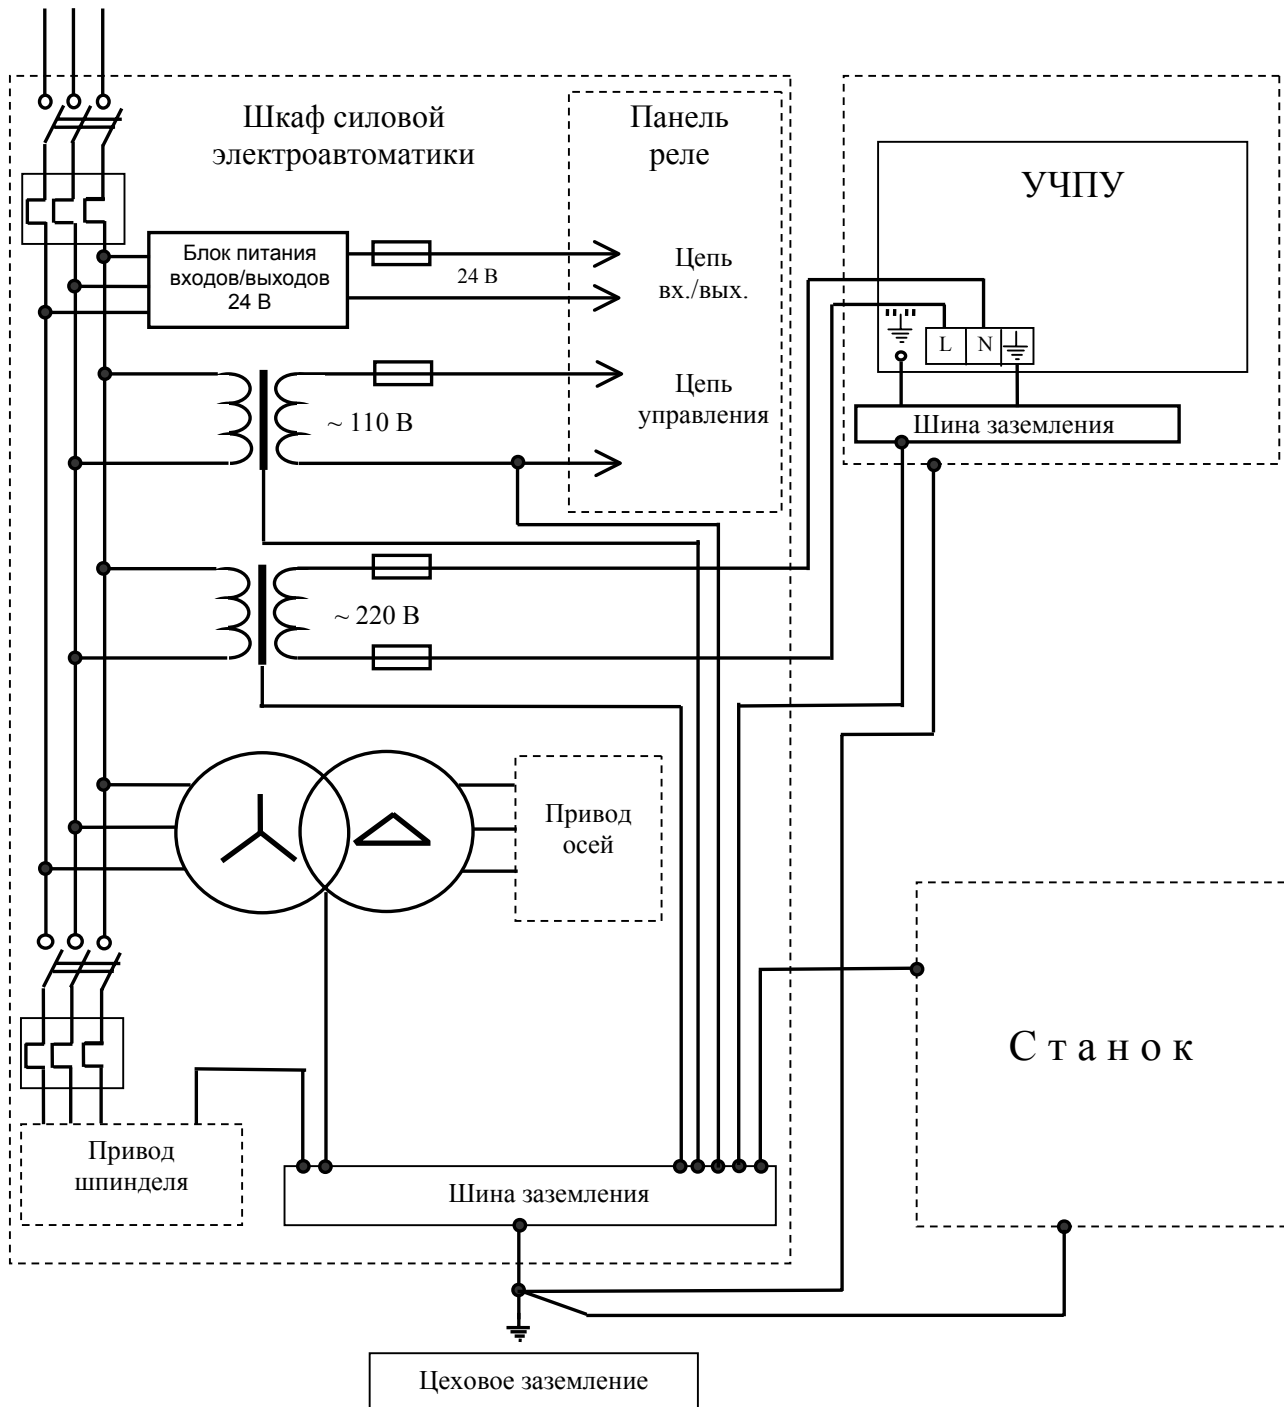 Шкаф силовой
электроавтоматики
Панель
реле
УЧПУ
Блок питания
входов/выходов
24 В
24 В
Цепь
вх./вых.
L
N
Цепь
управления
~ 110 В
Шина заземления
~ 220 В
Привод
осей
Станок
Привод
шпинделя
Шина заземления
Цеховое заземление